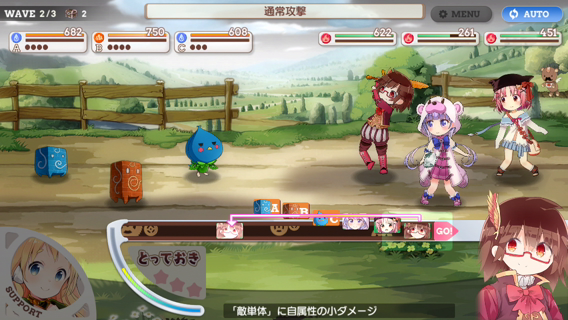 WAVE 2/3 2
通常攻撃
MENU
AUTO
682
A
750
B
608
C
622
261
451
A
B
C
GO!
とっておき
SUPPORT
「敵単体」に自属性の小ダメージ